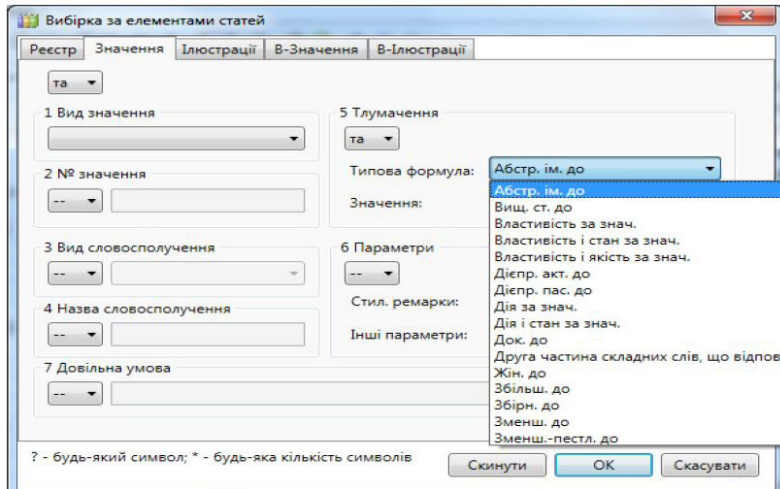 Вибірка за елементами статей
Реєстр Значення Ілюстрації В-Значення В-Ілюстрації
та
1 Вид значення
2 № значення
--
3 Вид словосполучення
--
4 Назва словосполучення
--
5 Тлумачення
та
Типова формула: Абстр. ім. до
Значення:
Абстр. ім. до
Вищ. ст. до
Властивість за знач.
Властивість і стан за знач.
Властивість і якість за знач.
Дієпр. акт. до
Дієпр. пас. до
Дія за знач.
Дія і стан за знач.
Док. до
Друга частина складних слів, що відпов
Жін. до
Збільш. до
Збірн. до
Зменш. до
Зменш.-пестл. до
6 Параметри
--
Стил. ремарки:
Інші параметри:
7 Довільна умова
--
? - будь-який символ; * - будь-яка кількість символів
Скинути ОК Скасувати